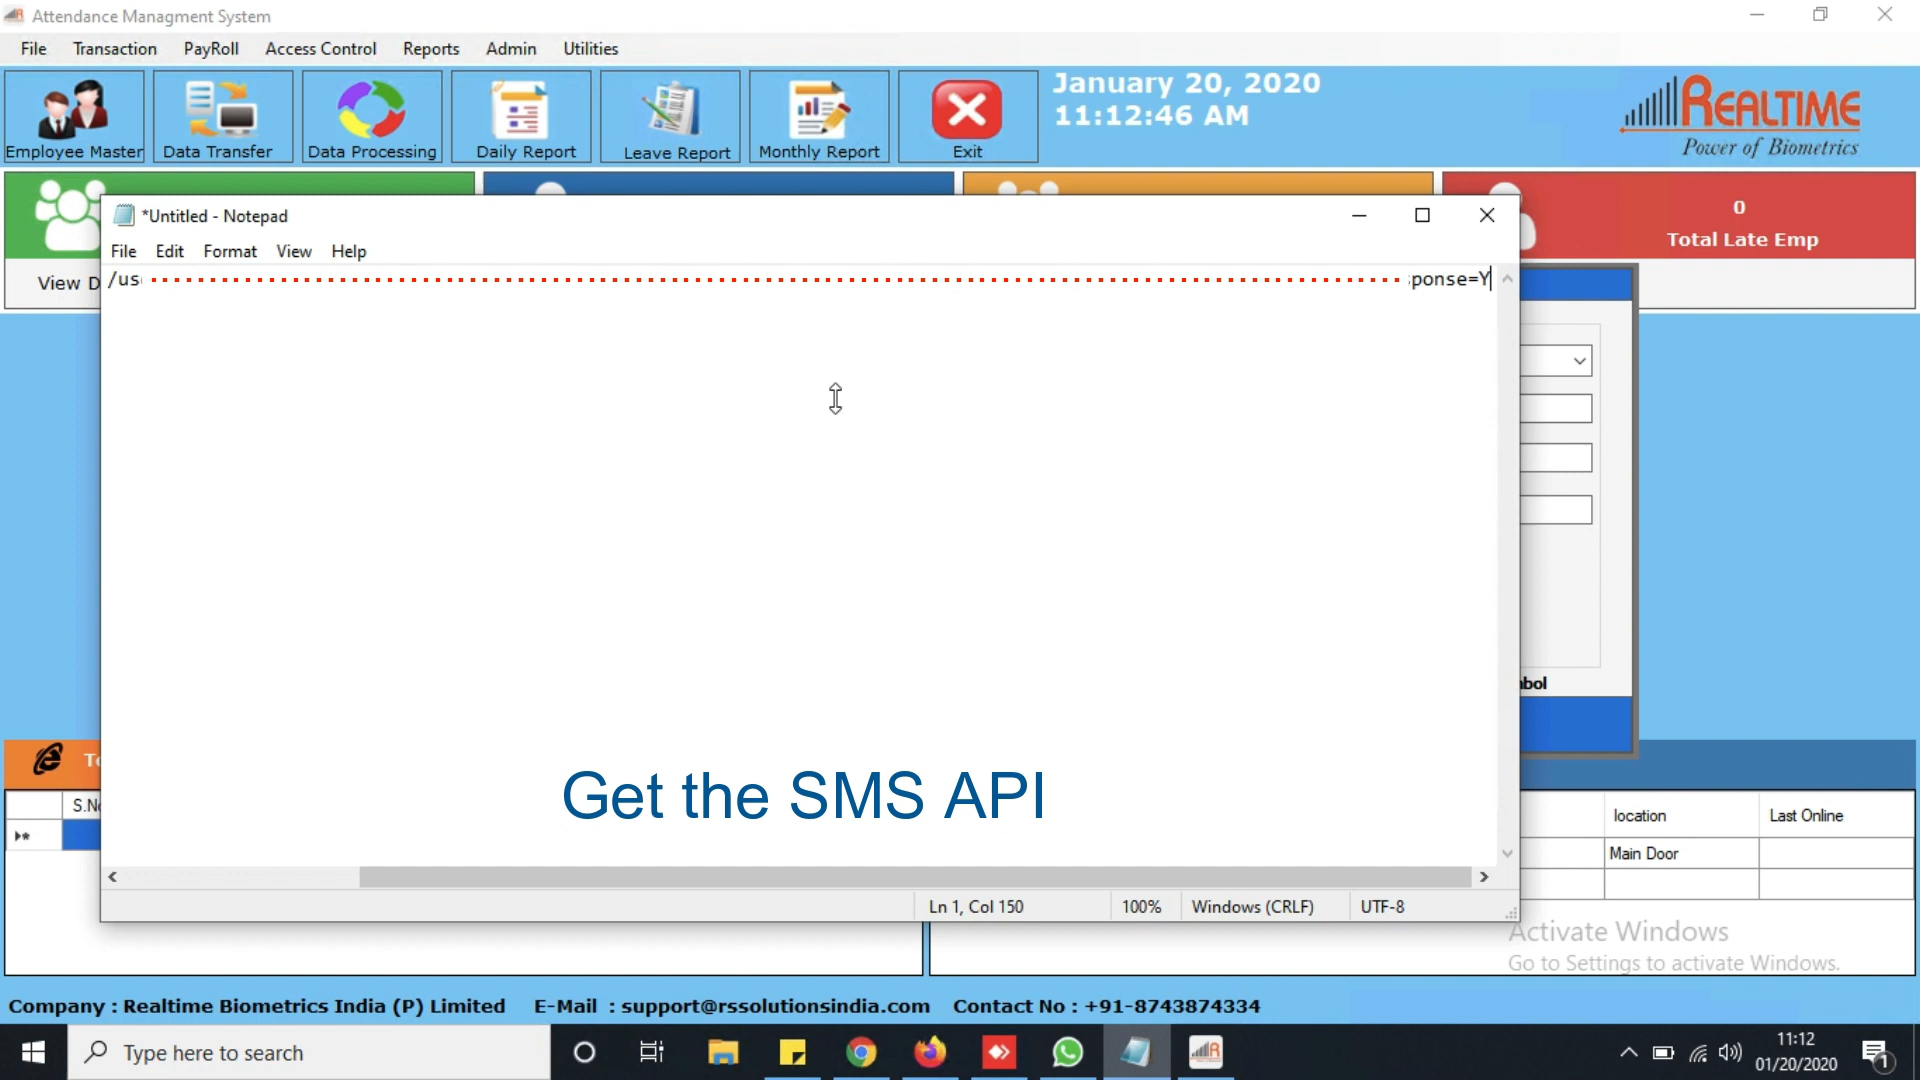 Attendance Managment System
File Transaction PayRoll Access Control Reports Admin Utilities
Employee Master Data Transfer Data Processing Daily Report Leave Report Monthly Report Exit
January 20, 2020
11:12:46 AM
REALTIME
Power of Biometrics
0
Total Late Emp
View D
*Untitled - Notepad
File Edit Format View Help
/us
ponse=Y
bol
Get the SMS API
S.No
location Last Online
Main Door
Ln 1, Col 150 100% Windows (CRLF) UTF-8
Activate Windows
Go to Settings to activate Windows.
Company : Realtime Biometrics India (P) Limited E-Mail : support@rssolutionsindia.com Contact No : +91-8743874334
Type here to search
11:12
01/20/2020
1